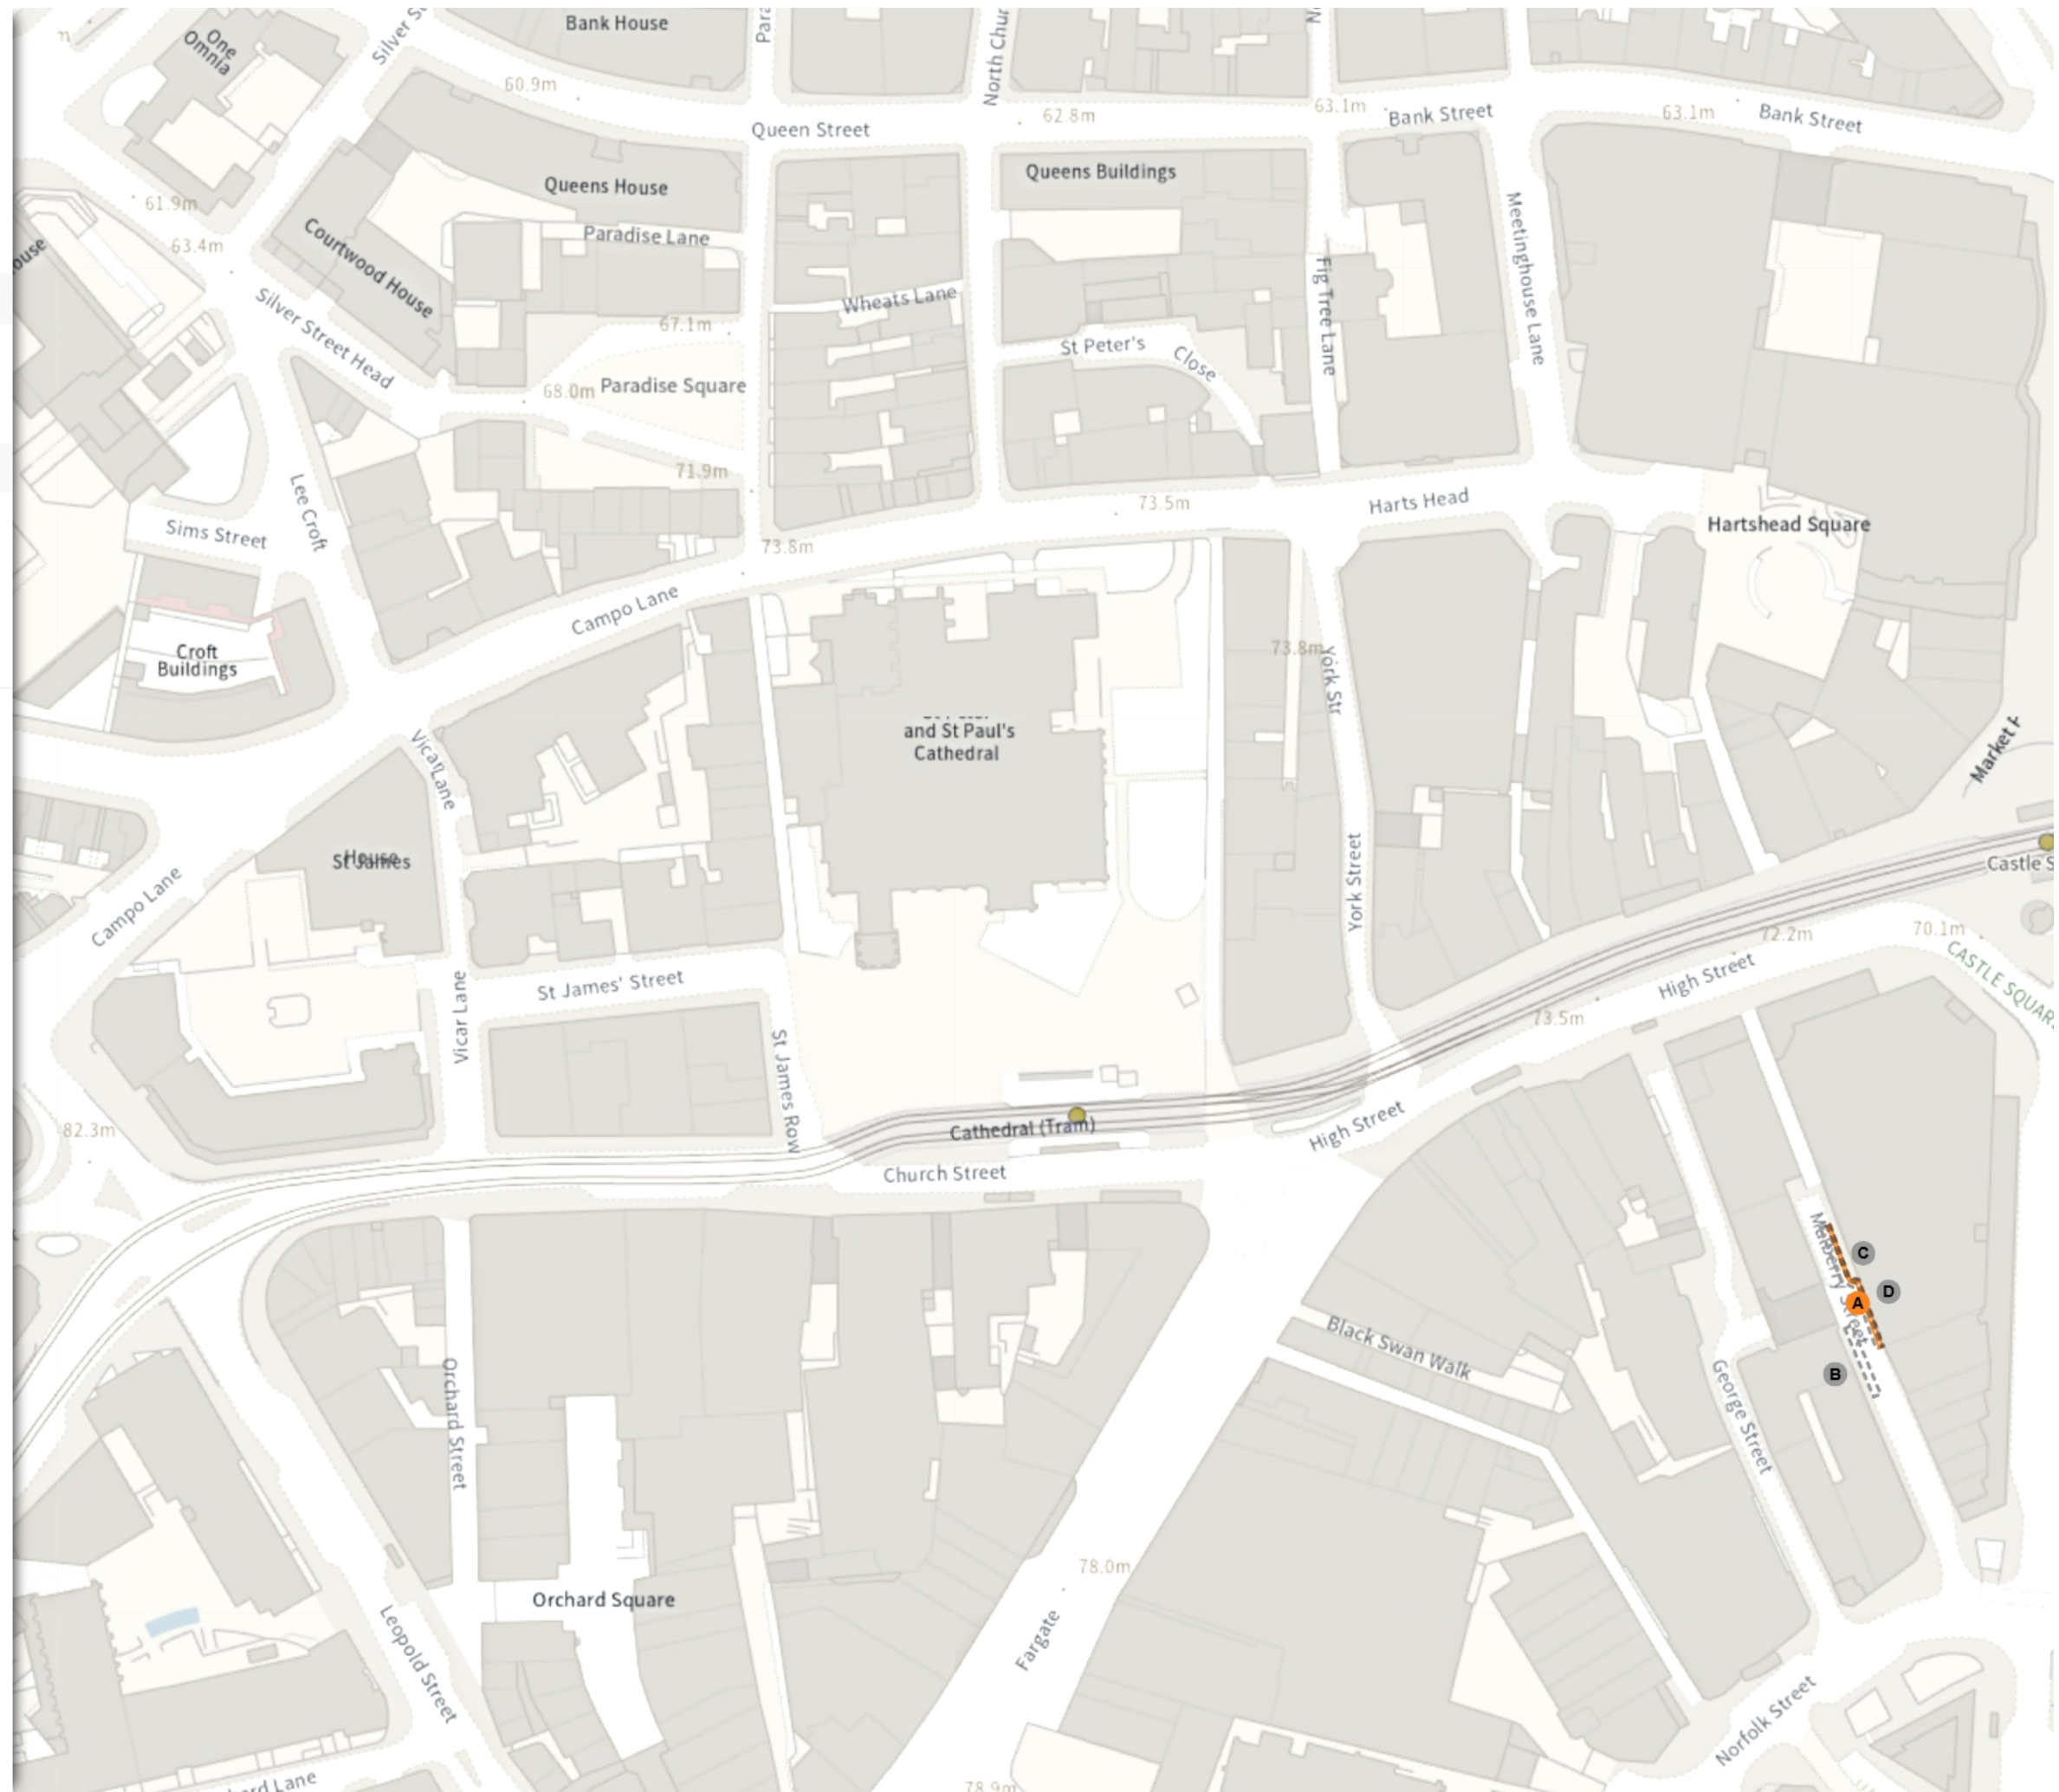 Bank House
One
Omnia
60.9m
Queen Street
62.8m
63.1m
Bank Street
63.1m
Bank Street
Queens House
Queens Buildings
61.9m
63.4m
Courtwood House
Paradise Lane
Meetinghouse Lane
Silver Street Head
Wheats Lane
67.1m
Fig Tree Lane
St Peter's
Close
68.0m
Paradise Square
71.9m
Lee Croft
Sims Street
73.5m
Harts Head
Hartshead Square
73.8m
Campo Lane
Croft
Buildings
73.8m
York Str
and St Paul's
Cathedral
Vicar Lane
St James
House
Campo Lane
York Street
Castle S
72.2m
70.1m
CASTLE SQUAR
High Street
73.5m
St James' Street
Vicar Lane
St James Row
82.3m
Cathedral (Tram)
High Street
Church Street
Mulberry Street
C
D
A
B
Black Swan Walk
George Street
Orchard Street
78.0m
Orchard Square
Leopold Street
Fargate
Norfolk Street
78.9m